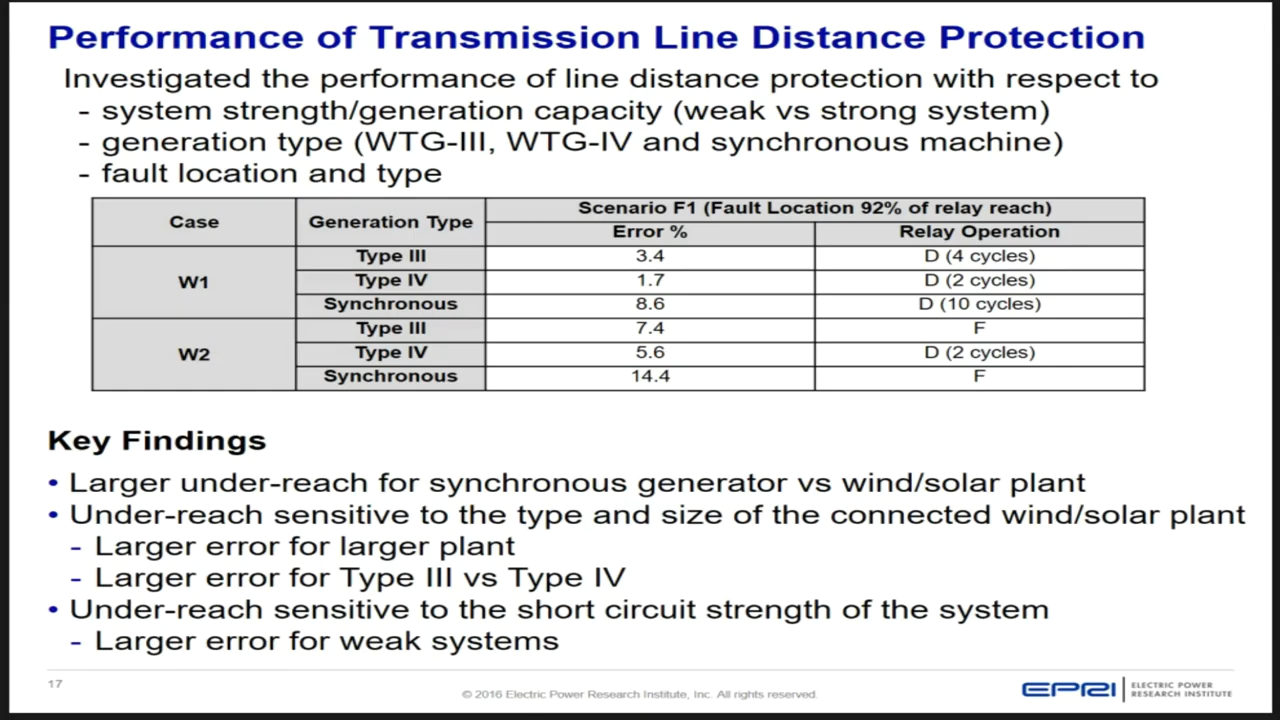 Performance of Transmission Line Distance Protection
Investigated the performance of line distance protection with respect to
- system strength/generation capacity (weak vs strong system)
- generation type (WTG-III, WTG-IV and synchronous machine)
- fault location and type
Case Generation Type Scenario F1 (Fault Location 92% of relay reach)
Error % Relay Operation
W1 Type III 3.4 D (4 cycles)
Type IV 1.7 D (2 cycles)
Synchronous 8.6 D (10 cycles)
W2 Type III 7.4 F
Type IV 5.6 D (2 cycles)
Synchronous 14.4 F
Key Findings
• Larger under-reach for synchronous generator vs wind/solar plant
• Under-reach sensitive to the type and size of the connected wind/solar plant
- Larger error for larger plant
- Larger error for Type III vs Type IV
• Under-reach sensitive to the short circuit strength of the system
- Larger error for weak systems
17
© 2016 Electric Power Research Institute, Inc. All rights reserved.
EPRI
ELECTRIC POWER
RESEARCH INSTITUTE